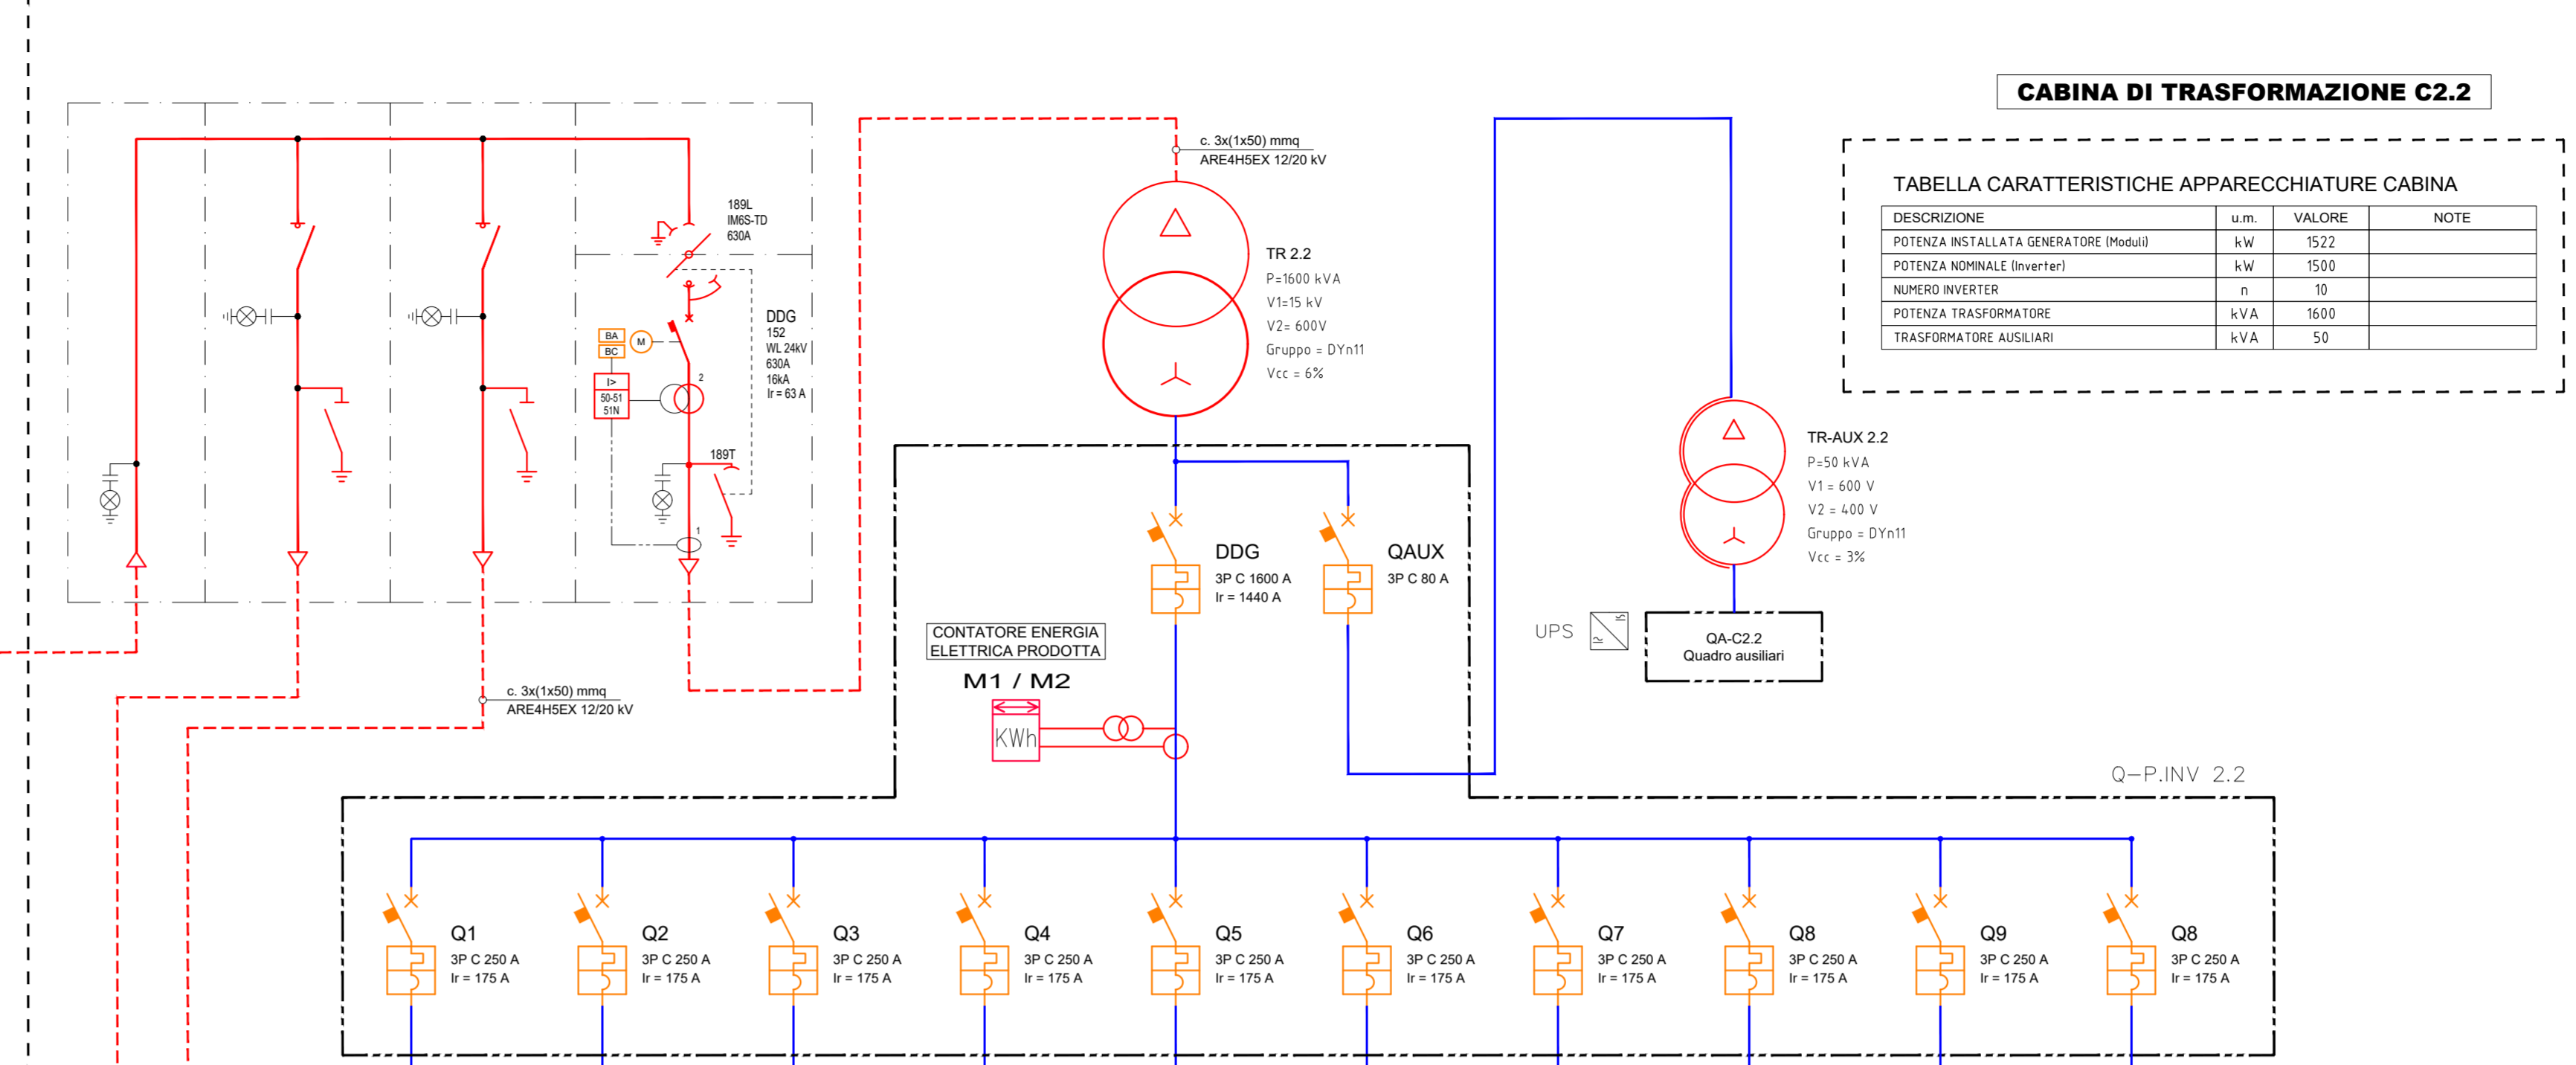 CABINA DI TRASFORMAZIONE C2.2
TABELLA CARATTERISTICHE APPARECCHIATURE CABINA
DESCRIZIONE u.m. VALORE NOTE
POTENZA INSTALLATA GENERATORE (Moduli) kW 1522
POTENZA NOMINALE (Inverter) kW 1500
NUMERO INVERTER n 10
POTENZA TRASFORMATORE kVA 1600
TRASFORMATORE AUSILIARI kVA 50
c. 3x(1x50) mmq
ARE4H5EX 12/20 kV
189L
IM6S-TD
630A
TR 2.2
P=1600 kVA
V1=15 kV
V2= 600V
Gruppo = DYn11
Vcc = 6%
DDG
152
WL 24kV
630A
16kA
Ir = 63 A
BA
BC
M
I>
50-51
51N
2
189T
1
TR-AUX 2.2
P=50 kVA
V1 = 600 V
V2 = 400 V
Gruppo = DYn11
Vcc = 3%
DDG
3P C 1600 A
Ir = 1440 A
QAUX
3P C 80 A
UPS
QA-C2.2
Quadro ausiliari
CONTATORE ENERGIA
ELETTRICA PRODOTTA
M1 / M2
KWh
c. 3x(1x50) mmq
ARE4H5EX 12/20 kV
Q-P.INV 2.2
Q1
3P C 250 A
Ir = 175 A
Q2
3P C 250 A
Ir = 175 A
Q3
3P C 250 A
Ir = 175 A
Q4
3P C 250 A
Ir = 175 A
Q5
3P C 250 A
Ir = 175 A
Q6
3P C 250 A
Ir = 175 A
Q7
3P C 250 A
Ir = 175 A
Q8
3P C 250 A
Ir = 175 A
Q9
3P C 250 A
Ir = 175 A
Q8
3P C 250 A
Ir = 175 A